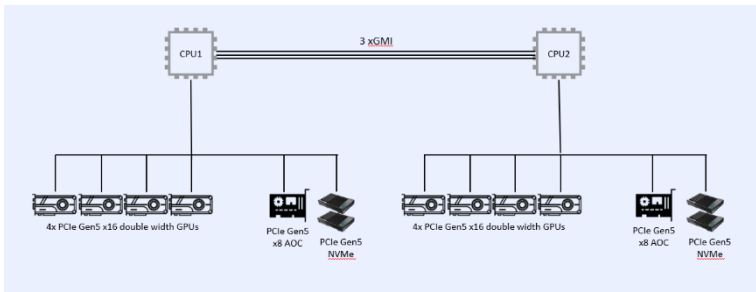 3 xGMI
CPU1
CPU2
4x PCIe Gen5 x16 double width GPUs
PCIe Gen5
x8 AOC
PCIe Gen5
NVMe
4x PCIe Gen5 x16 double width GPUs
PCIe Gen5
x8 AOC
PCIe Gen5
NVMe